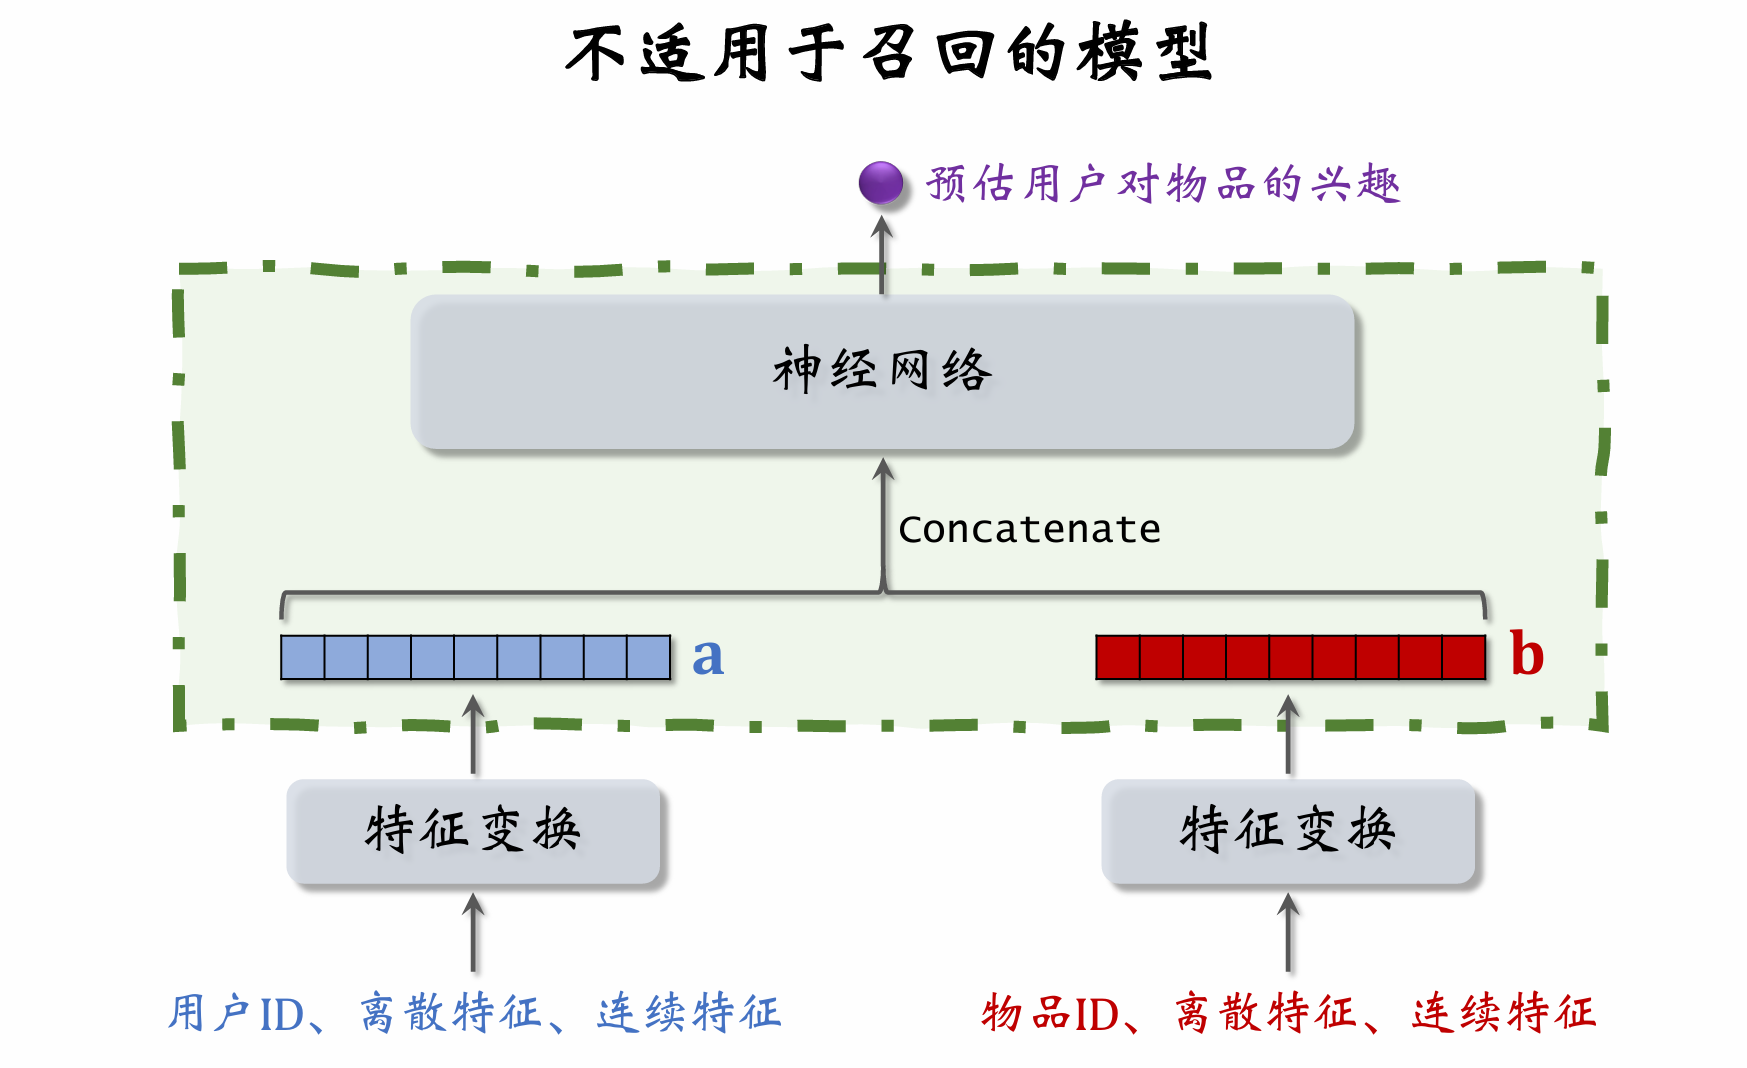 不适用于召回的模型
预估用户对物品的兴趣
神经网络
Concatenate
a
b
特征变换
特征变换
用户ID、离散特征、连续特征
物品ID、离散特征、连续特征